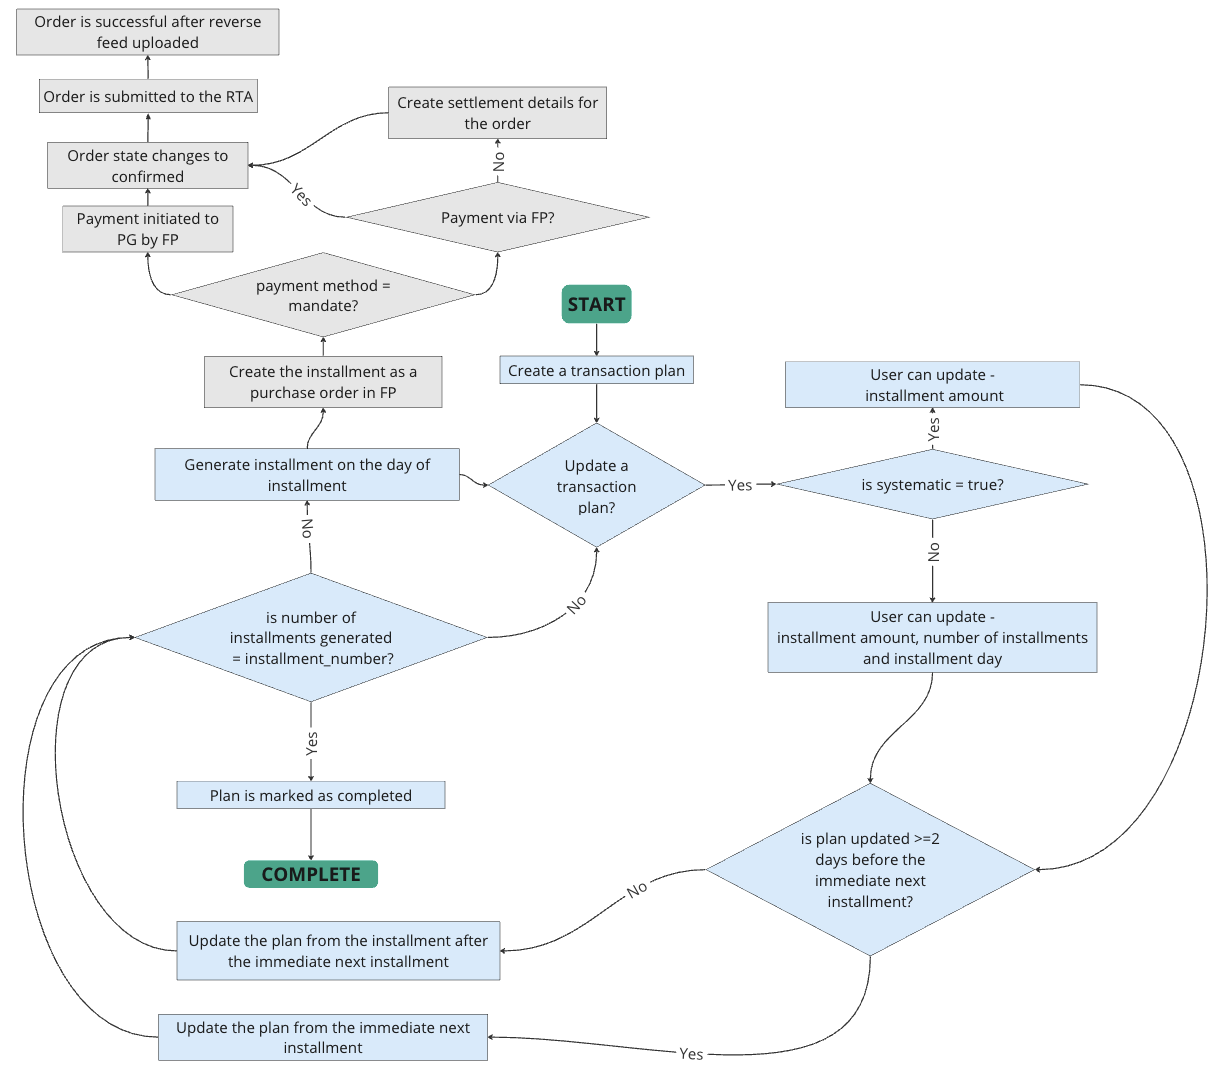 Order is successful after reverse
feed uploaded
Order is submitted to the RTA
Create settlement details for
the order
Order state changes to
confirmed
No
Yes
Payment initiated to
PG by FP
Payment via FP?
payment method =
mandate?
START
Create the installment as a
purchase order in FP
Create a transaction plan
User can update -
installment amount
Yes
Generate installment on the day of
installment
Update a
transaction
plan?
Yes
is systematic = true?
No
No
is number of
installments generated
= installment_number?
No
User can update -
installment amount, number of installments
and installment day
Yes
Plan is marked as completed
COMPLETE
is plan updated >=2
days before the
immediate next
installment?
No
Update the plan from the installment after
the immediate next installment
Update the plan from the immediate next
installment
Yes